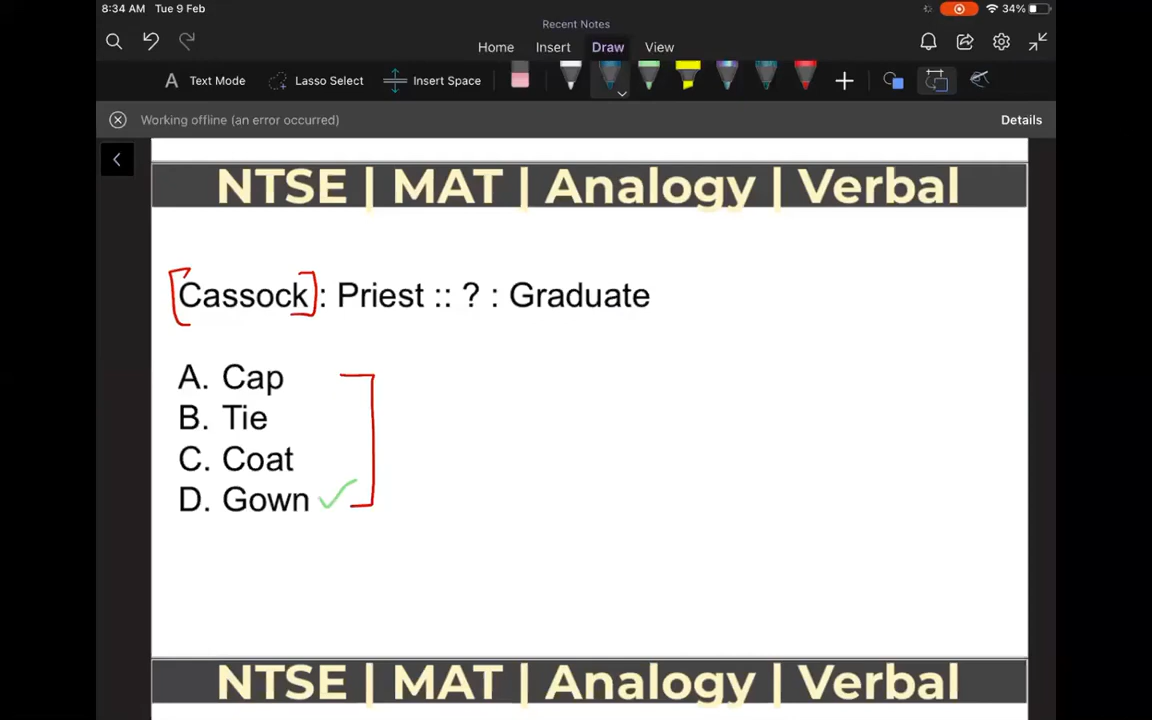 8:34 AM Tue 9 Feb
34%
Recent Notes
Home Insert Draw View
A Text Mode Lasso Select Insert Space
Working offline (an error occurred)
Details
NTSE | MAT | Analogy | Verbal
Cassock : Priest :: ? : Graduate
A. Cap
B. Tie
C. Coat
D. Gown
NTSE | MAT | Analogy | Verbal